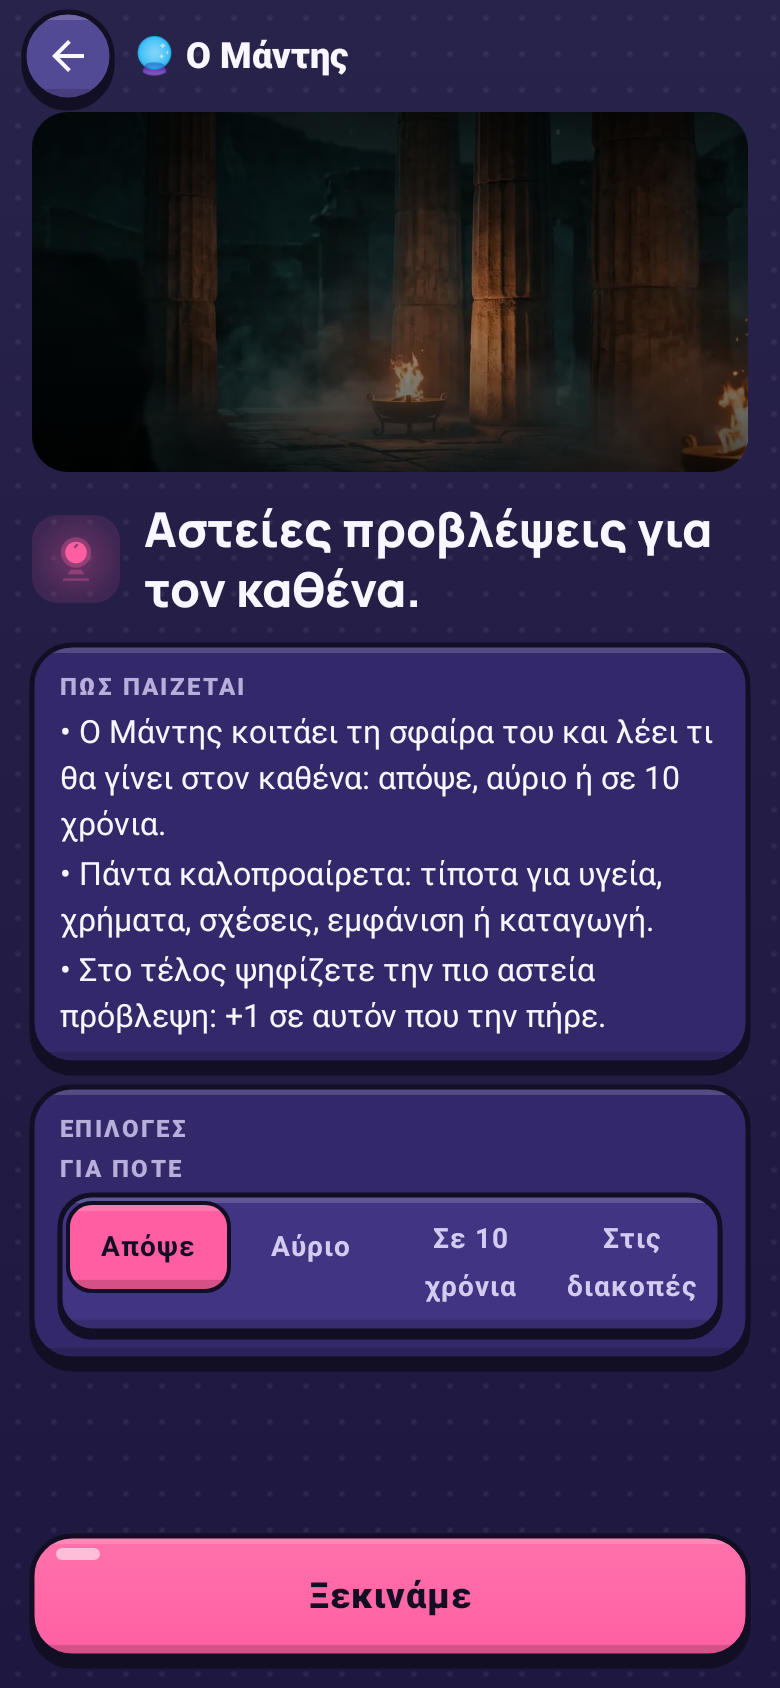 Ο Μάντης
Αστείες προβλέψεις για
τον καθένα.
ΠΩΣ ΠΑΙΖΕΤΑΙ
• Ο Μάντης κοιτάει τη σφαίρα του και λέει τι
θα γίνει στον καθένα: απόψε, αύριο ή σε 10
χρόνια.
• Πάντα καλοπροαίρετα: τίποτα για υγεία,
χρήματα, σχέσεις, εμφάνιση ή καταγωγή.
• Στο τέλος ψηφίζετε την πιο αστεία
πρόβλεψη: +1 σε αυτόν που την πήρε.
ΕΠΙΛΟΓΕΣ
ΓΙΑ ΠΟΤΕ
Απόψε
Αύριο
Σε 10
χρόνια
Στις
διακοπές
Ξεκινάμε